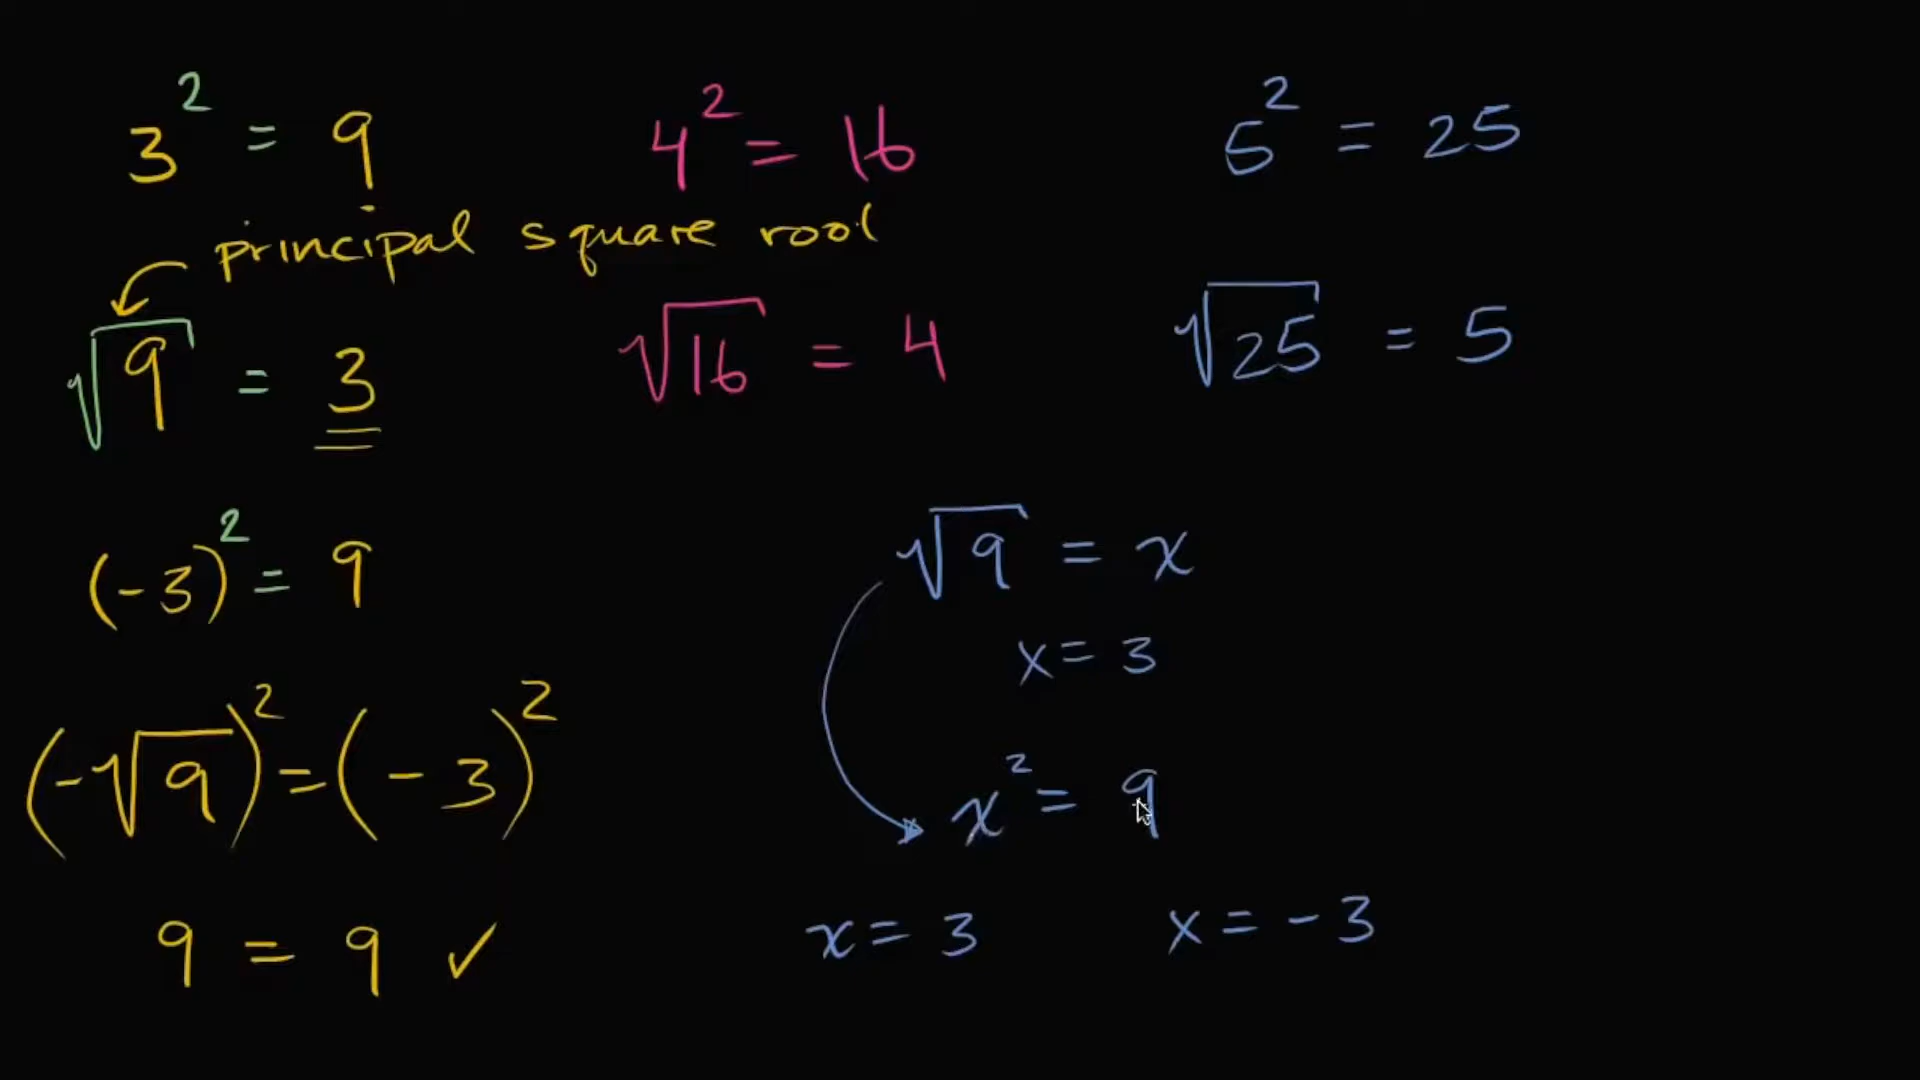 3² = 9
4² = 16
5² = 25
principal square root
√9 = 3
√16 = 4
√25 = 5
(-3)² = 9
√9 = x
x = 3
(-√9)² = (-3)²
x² = 9
9 = 9 ✓
x = 3
x = -3